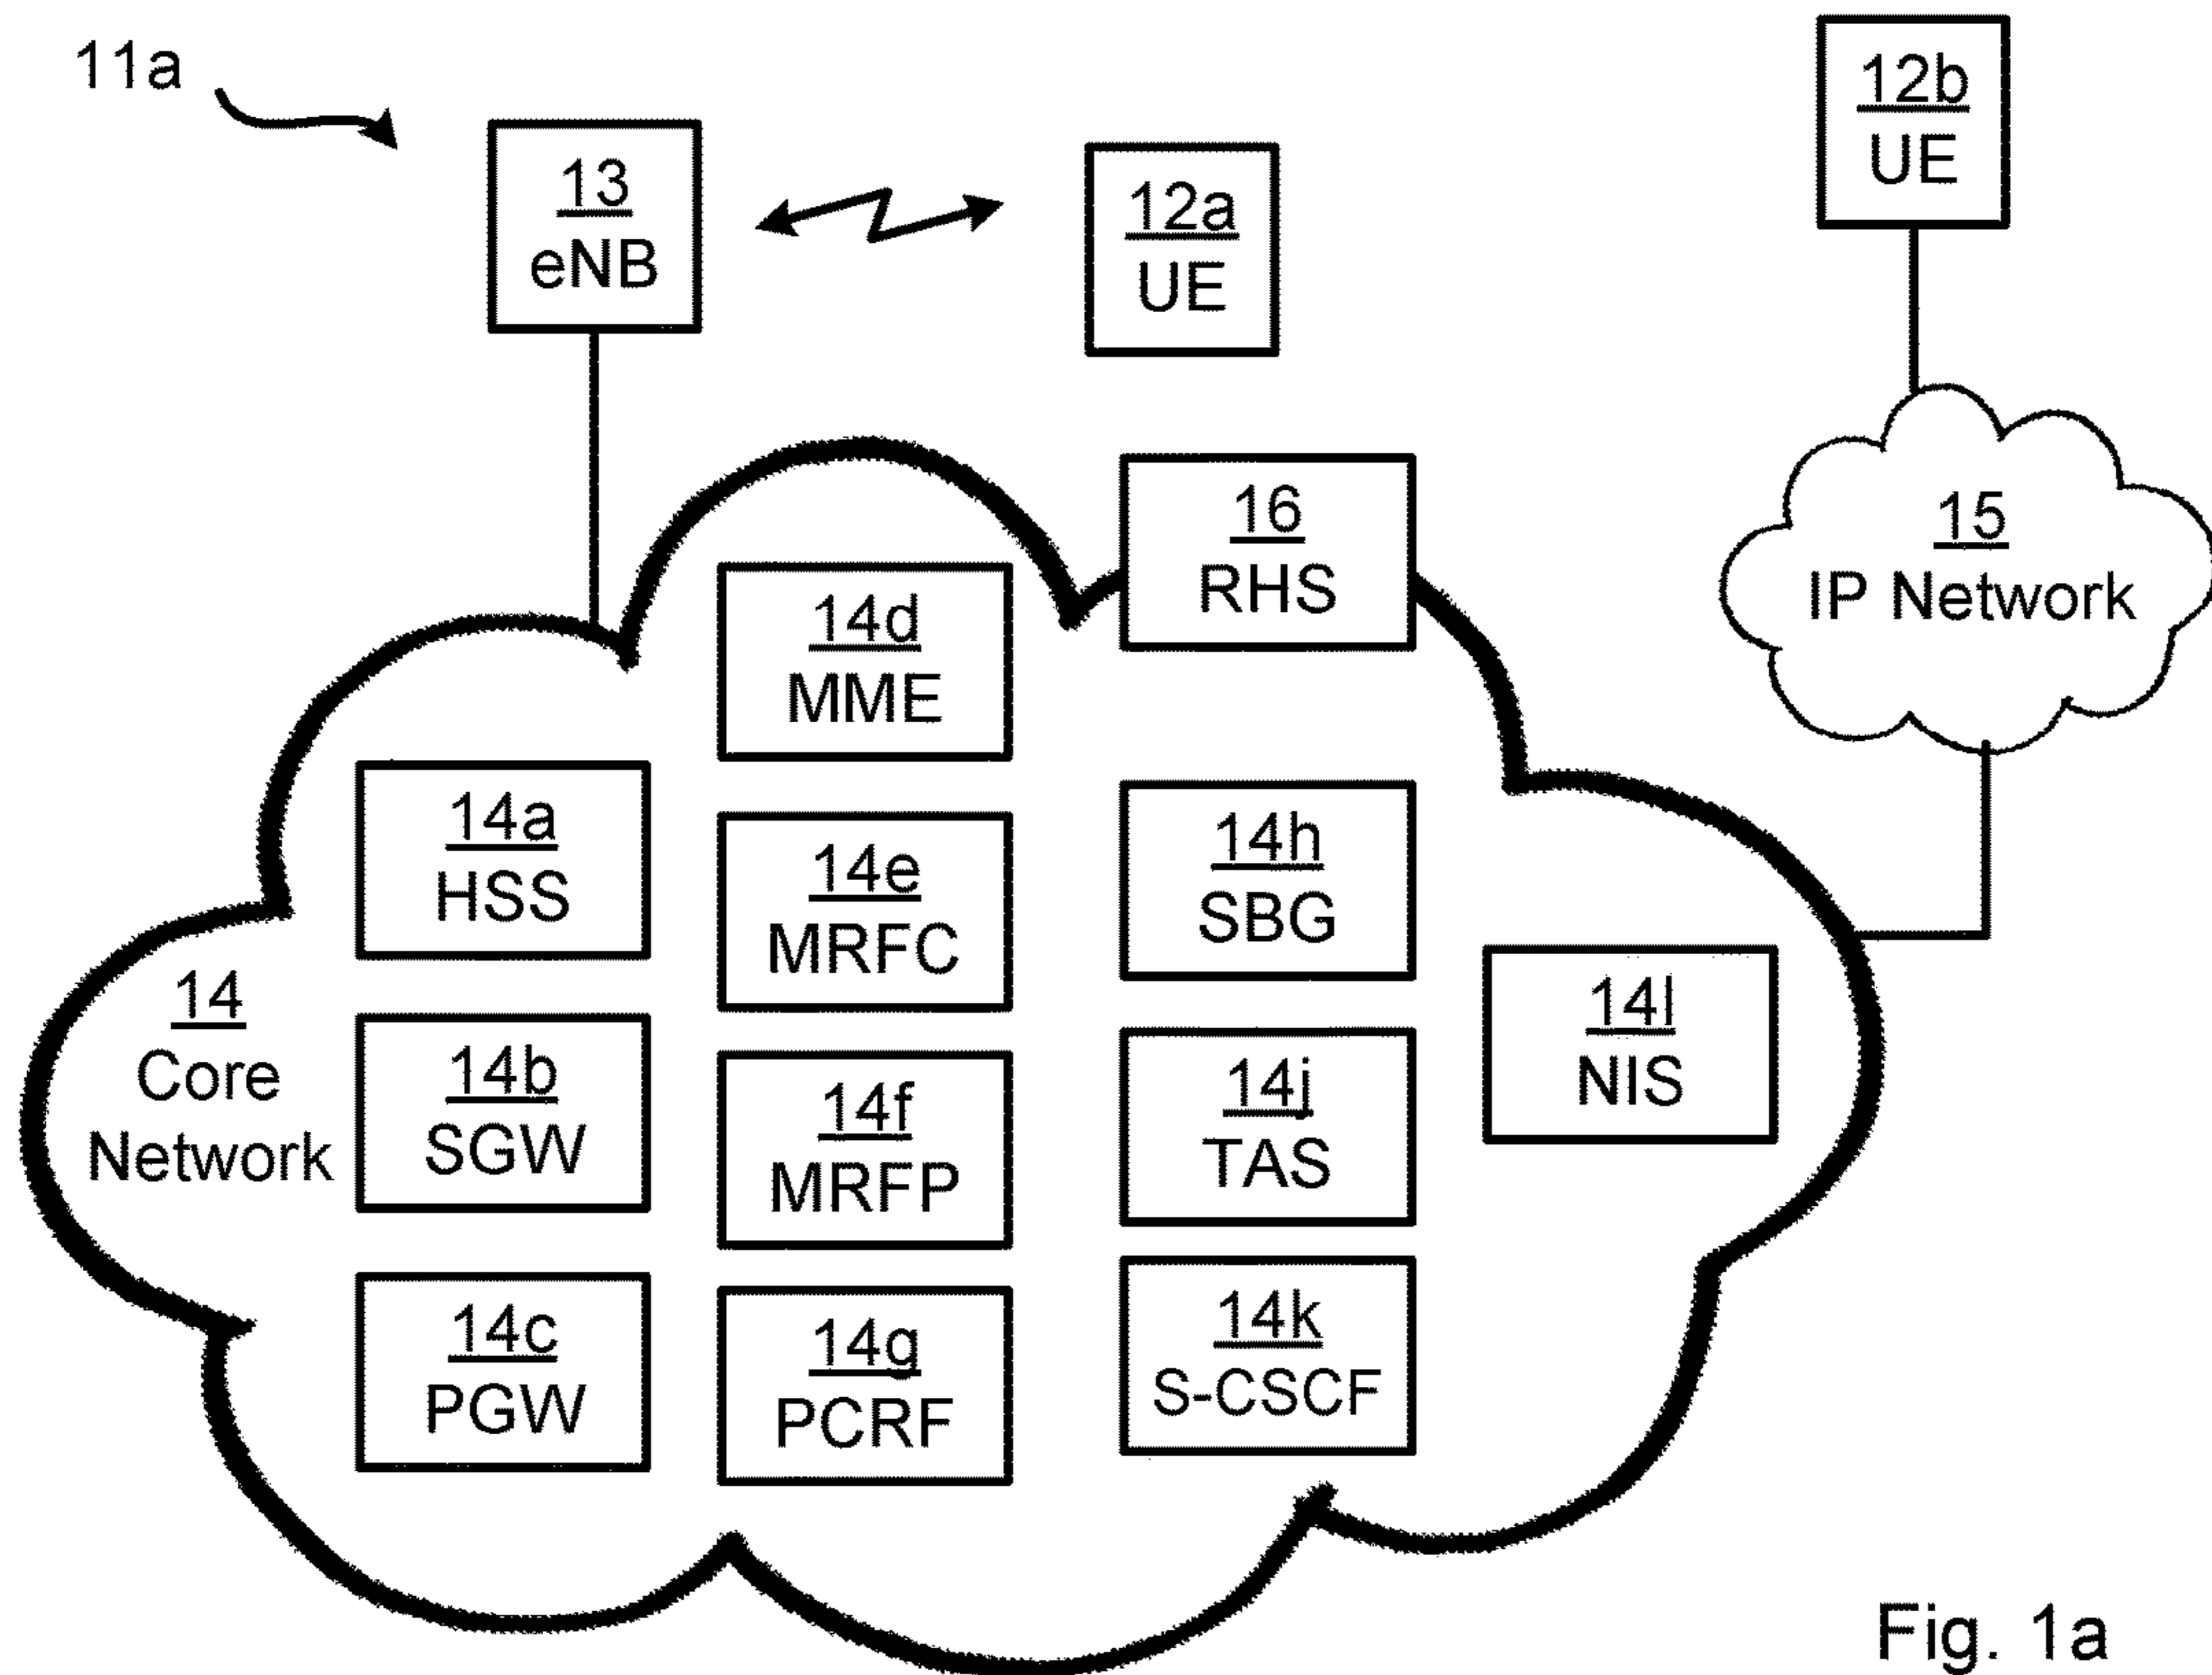 11a
13
eNB
12a
UE
12b
UE
16
RHS
15
IP Network
14d
MME
14a
HSS
14e
MRFC
14h
SBG
14
Core
Network
14b
SGW
14f
MRFP
14j
TAS
14l
NIS
14c
PGW
14g
PCRF
14k
S-CSCF
Fig. 1a